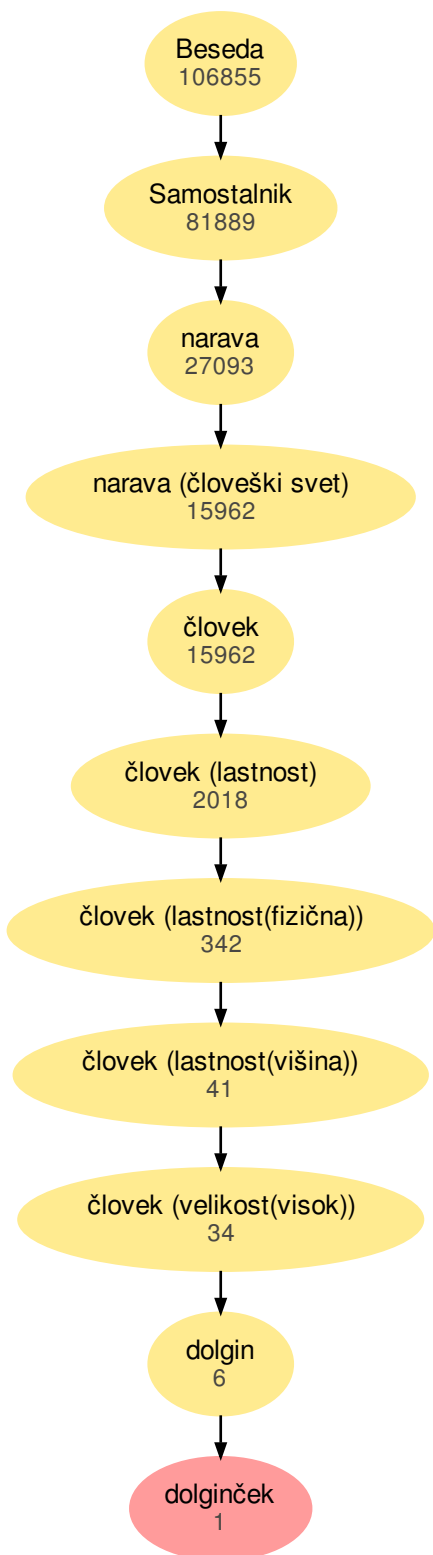 Beseda
106855
Samostalnik
81889
narava
27093
narava (človeški svet)
15962
človek
15962
človek (lastnost)
2018
človek (lastnost(fizična))
342
človek (lastnost(višina))
41
človek (velikost(visok))
34
dolgin
6
dolginček
1